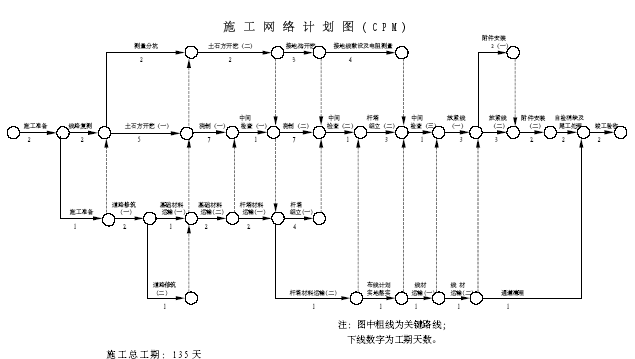 施 工 网 络 计 划 图 (CPM)
附件安装
2 (一)
测量分坑
土石方开挖 (二)
接地沟开挖
接地线敷设及电阻测量
2
2
3
4
施工准备
线路复测
土石方开挖 (一)
浇制 (一)
中间
检查 (一)
浇制 (二)
中间
检查 (二)
杆塔
组立 (二)
中间
检查 (三)
放紧线
(一)
放紧线
(二)
附件安装
(二)
自检消缺及
尾工处理
竣工验收
2
2
5
7
1
7
1
3
1
3
3
2
2
2
施工准备
道路修筑
(一)
基础材料
运输(一)
基础材料
运输(二)
杆塔材料
运输(一)
杆塔
组立(一)
1
2
1
2
2
4
道路修筑
(二)
1
杆塔材料运输(二)
布线计划
实地落实
线材
运输(一)
线 材
运输(二)
通道清理
1
1
1
1
1
注：图中粗线为关键路线；
下线数字为工期天数。
施工总工期：135天